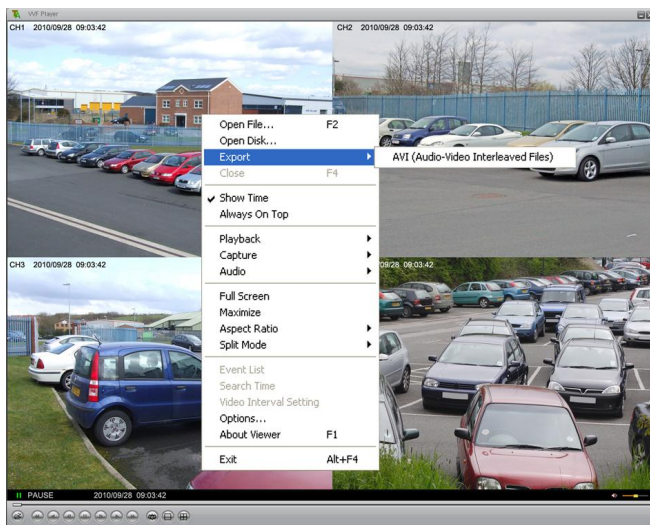 VVF Player
CH1 2010/09/28 09:03:42
CH2 2010/09/28 09:03:42
Open File... F2
Open Disk...
Export
AVI (Audio-Video Interleaved Files)
Close F4
Show Time
Always On Top
Playback
Capture
Audio
CH3 2010/09/28 09:03:42
09/28 09:03:42
Full Screen
Maximize
Aspect Ratio
Split Mode
Event List
Search Time
Video Interval Setting
Options...
About Viewer F1
Exit Alt+F4
PAUSE 2010/09/28 09:03:42